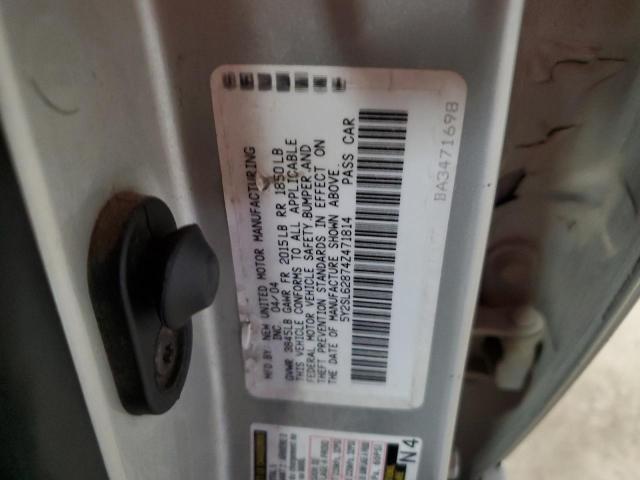 MFD BY NEW UNITED MOTOR MANUFACTURING
INC 04/04
GVWR 3845LB GAWR FR 2015LB RR 1850LB
THIS VEHICLE CONFORMS TO ALL APPLICABLE
FEDERAL MOTOR VEHICLE SAFETY BUMPER AND
THEFT PREVENTION STANDARDS IN EFFECT ON
THE DATE OF MANUFACTURE SHOWN ABOVE
5Y2SL62874Z471814 PASS CAR
BA3471698
N4